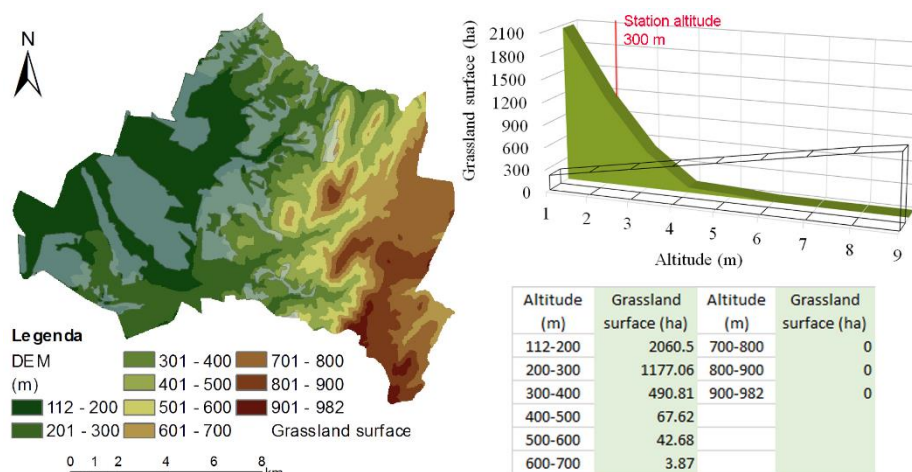 N
Legenda
DEM
(m)
112 - 200
201 - 300
301 - 400
401 - 500
501 - 600
601 - 700
701 - 800
801 - 900
901 - 982
Grassland surface
0 2 4 6 8
km
Station altitude
300 m
Grassland surface (ha)
2100
1800
1500
1200
900
600
300
0
1 2 3 4 5 6 7 8 9
Altitude (m)
Altitude (m) Grassland surface (ha) Altitude (m) Grassland surface (ha)
112-200 2060.5 700-800 0
200-300 1177.06 800-900 0
300-400 490.81 900-982 0
400-500 67.62
500-600 42.68
600-700 3.87